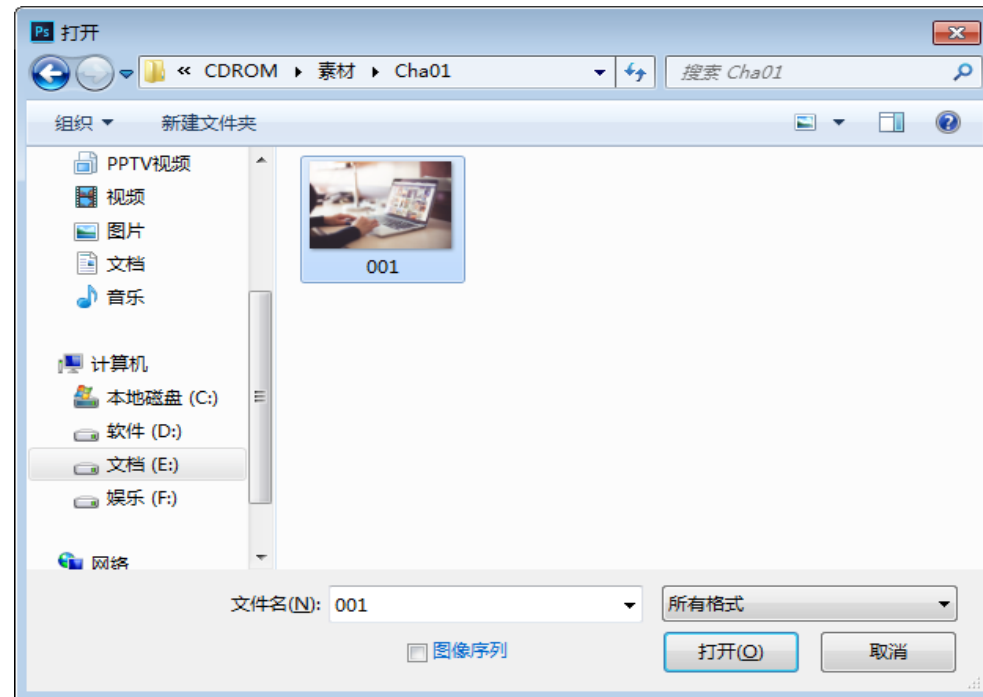 Ps 打开
« CDROM ▸ 素材 ▸ Cha01
搜索 Cha01
组织 新建文件夹
PPTV视频
视频
图片
文档
音乐
计算机
本地磁盘 (C:)
软件 (D:)
文档 (E:)
娱乐 (F:)
网络
001
文件名(N): 001
所有格式
图像序列
打开(O) 取消